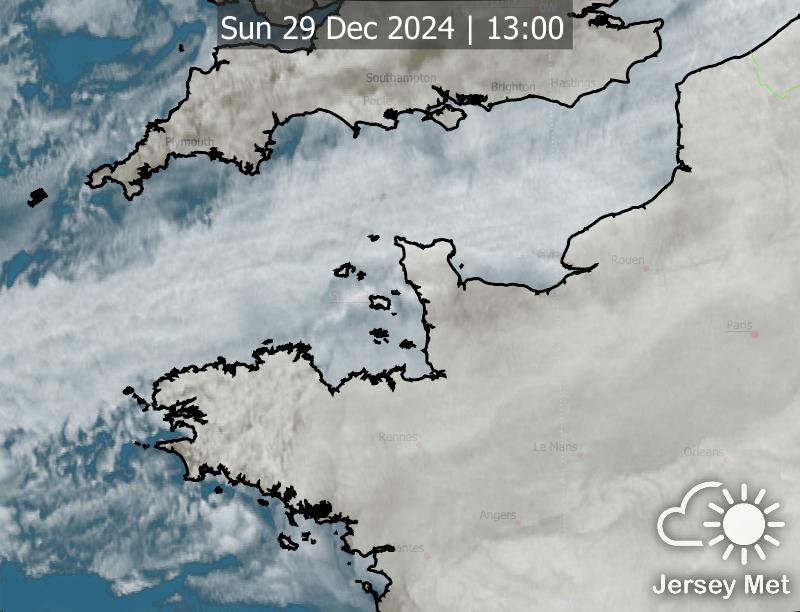 Sun 29 Dec 2024 | 13:00
Southampton
Brighton
Hastings
Poole
Plymouth
Rouen
Paris
Rennes
Le Mans
Orleans
Angers
Nantes
Jersey Met